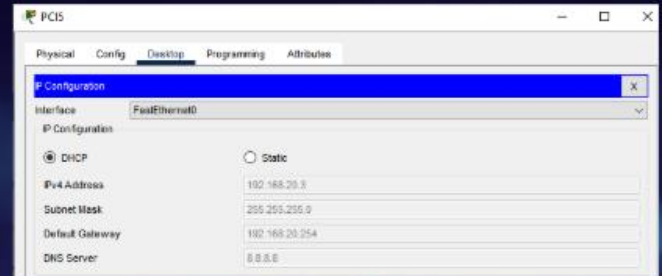 PCI5
Physical Config Desktop Programming Attributes
IP Configuration X
Interface FastEthernet0
IP Configuration
DHCP Static
IPv4 Address 192.168.20.3
Subnet Mask 255.255.255.0
Default Gateway 192.168.20.254
DNS Server 8.8.8.8